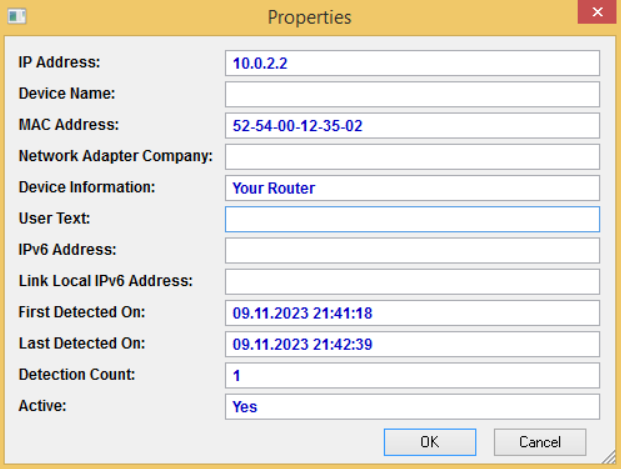 Properties
IP Address: 10.0.2.2
Device Name:
MAC Address: 52-54-00-12-35-02
Network Adapter Company:
Device Information: Your Router
User Text:
IPv6 Address:
Link Local IPv6 Address:
First Detected On: 09.11.2023 21:41:18
Last Detected On: 09.11.2023 21:42:39
Detection Count: 1
Active: Yes
OK Cancel